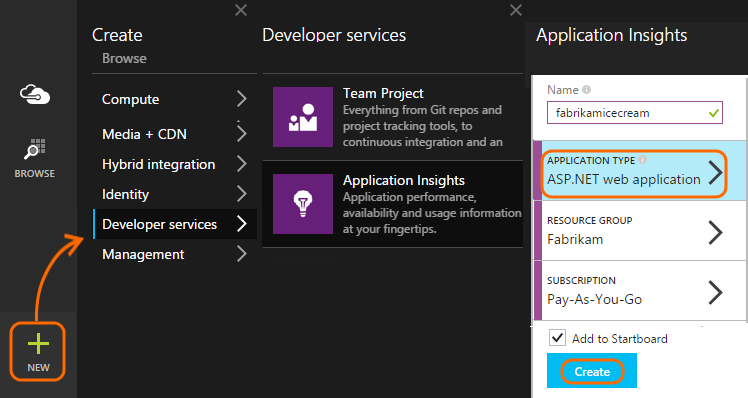 BROWSE
NEW
Create
Browse
Compute
Media + CDN
Hybrid integration
Identity
Developer services
Management
Developer services
Team Project
Everything from Git repos and
project tracking tools, to
continuous integration and an
Application Insights
Application performance,
availability and usage information
at your fingertips.
Application Insights
Name
fabrikamicecream
APPLICATION TYPE
ASP.NET web application
RESOURCE GROUP
Fabrikam
SUBSCRIPTION
Pay-As-You-Go
Add to Startboard
Create